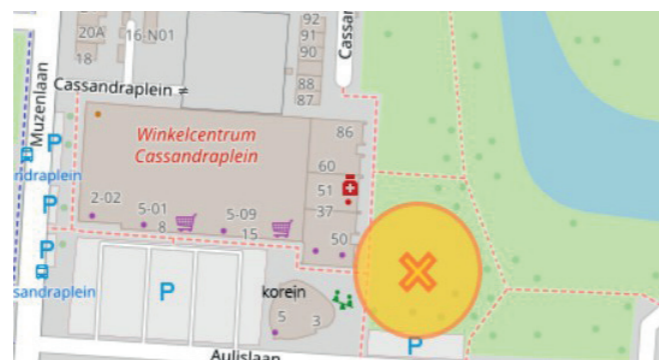 92
20A
16-N01
91
90
18
88
87
Cassandraplein
Muzenlaan
P
Winkelcentrum
Cassandraplein
86
60
51
37
ndraplein
P
2-02
5-01
8
5-09
15
50
P
sandraplein
P
korein
5
3
P
Aulislaan